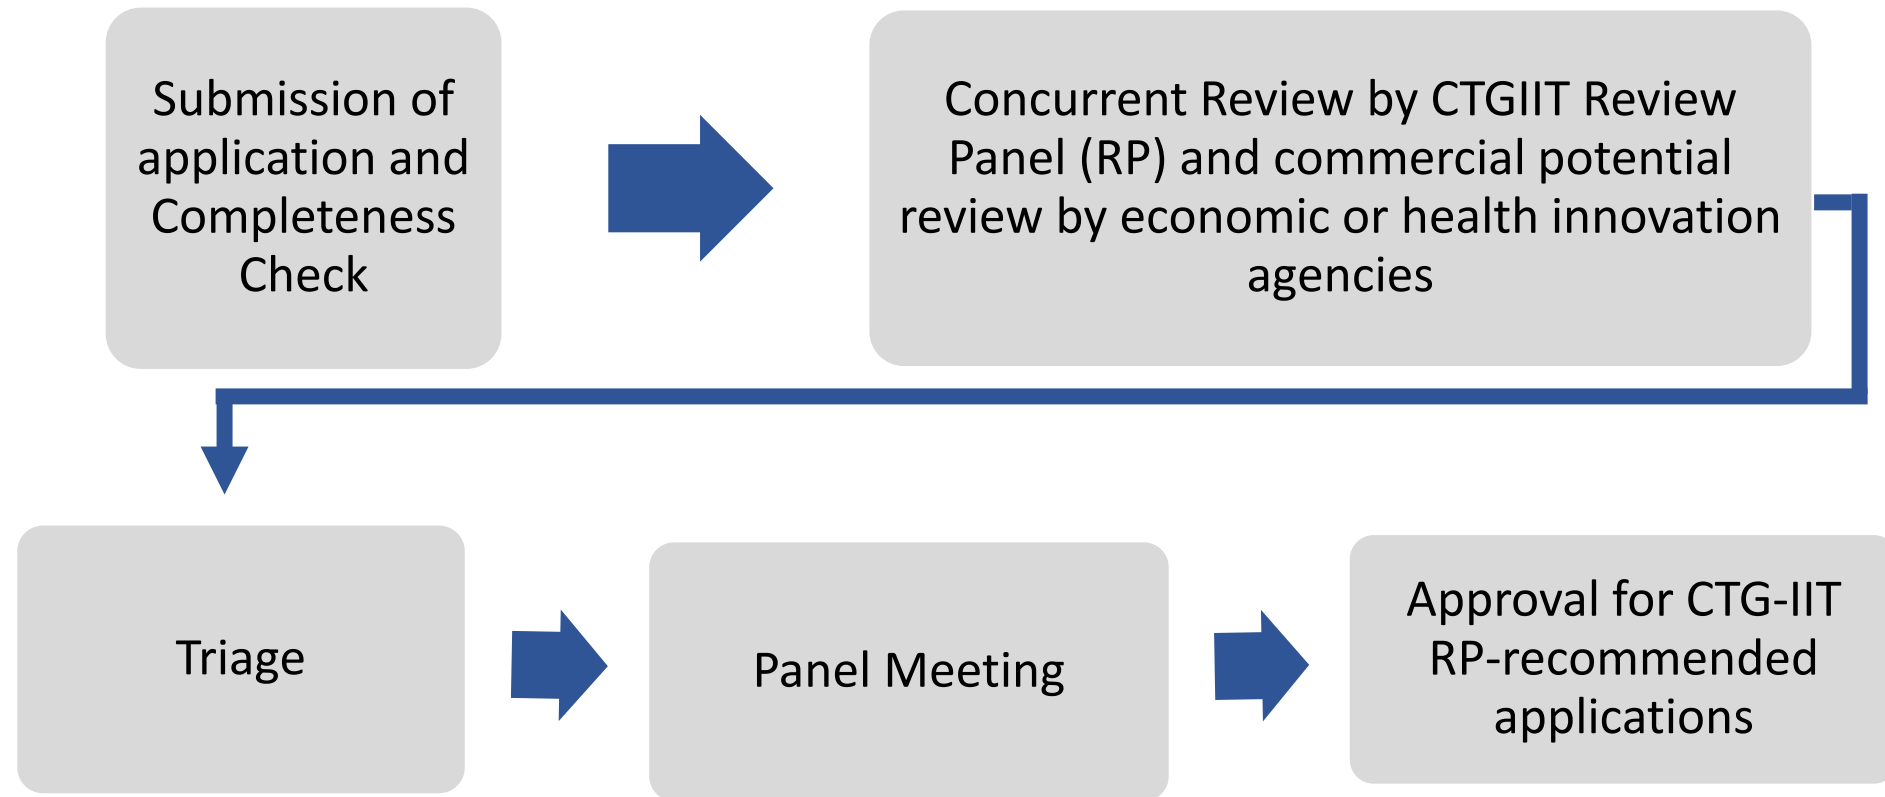 Submission of
application and
Completeness
Check
Concurrent Review by CTGIIT Review
Panel (RP) and commercial potential
review by economic or health innovation
agencies
Triage
Panel Meeting
Approval for CTG-IIT
RP-recommended
applications